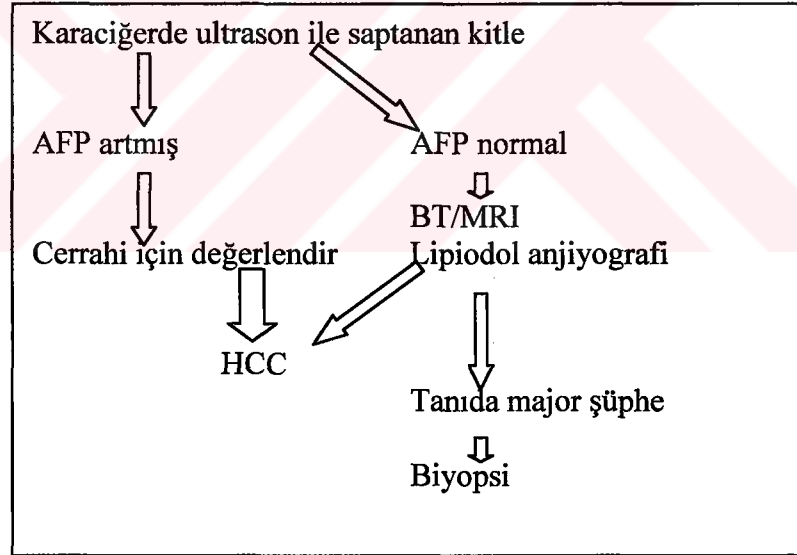 Karaciğerde ultrason ile saptanan kitle
AFP artmış
AFP normal
BT/MRI
Cerrahi için değerlendir
Lipiodol anjiyografi
HCC
Tanıda major şüphe
Biyopsi